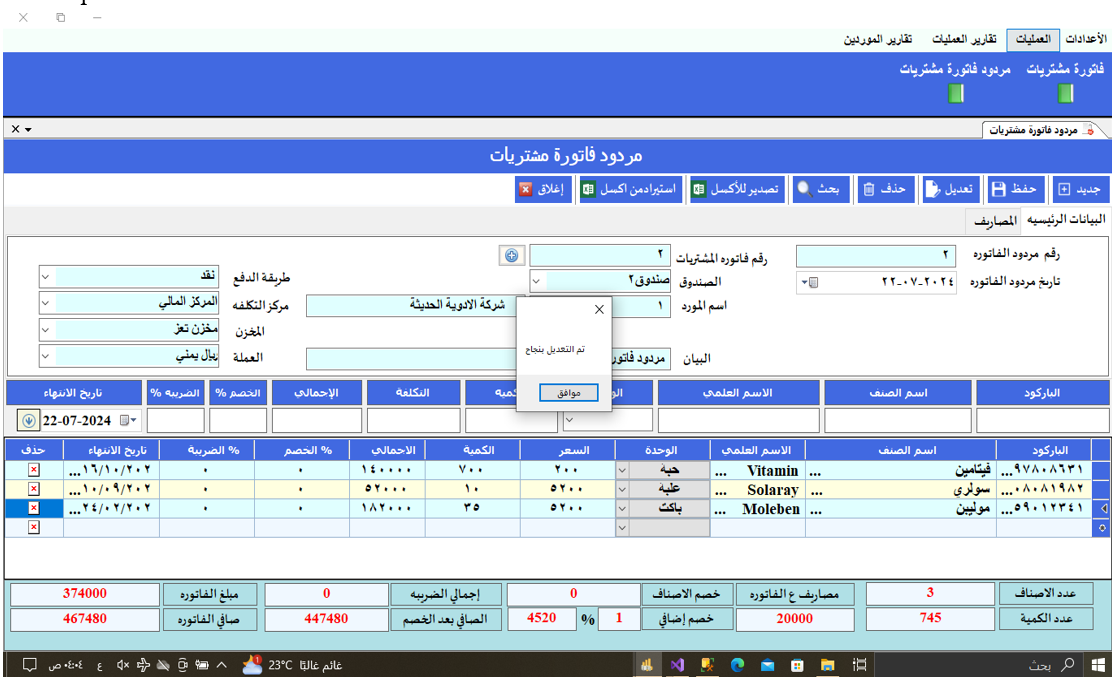 الأعدادات العمليات تقارير العمليات تقارير الموردين
فاتورة مشتريات مردود فاتورة مشتريات
مردود فاتورة مشتريات
مردود فاتورة مشتريات
جديد حفظ تعديل حذف بحث تصدير للأكسل استيرادمن اكسل إغلاق
البيانات الرئيسيه المصاريف
رقم مردود الفاتوره ٢ رقم فاتوره المشتريات ٢
تاريخ مردود الفاتوره ٢٢-٠٧-٢٠٢٤ الصندوق صندوق٢ طريقة الدفع نقد
اسم المورد ١ شركة الادوية الحديثة مركز التكلفه المركز المالي
المخزن مخزن تعز
البيان مردود فاتور العملة ريال يمني
تم التعديل بنجاح
موافق
الباركود اسم الصنف الاسم العلمي الو كميه التكلفة الإجمالي الخصم % الضريبه % تاريخ الانتهاء
22-07-2024
الباركود اسم الصنف الاسم العلمي الوحدة السعر الكمية الاجمالي % الخصم % الضريبة تاريخ الانتهاء حذف
٩٧٨٠٨٦٣١... فيتامين ... Vitamin ... حبة ٢٠٠ ٧٠٠ ١٤٠٠٠٠ ٠ ٠ ١٦/١٠/٢٠٢...
٠٨٠٨١٩٨٢... سولري ... Solaray ... علبة ٥٢٠٠ ١٠ ٥٢٠٠٠ ٠ ٠ ١٠/٠٩/٢٠٢...
٥٩٠١٢٣٤١... موليبن ... Moleben ... باكت ٥٢٠٠ ٣٥ ١٨٢٠٠٠ ٠ ٠ ٢٤/٠٢/٢٠٢...
عدد الاصناف 3 مصاريف ع الفاتوره خصم الاصناف 0 إجمالي الضريبه 0 مبلغ الفاتوره 374000
عدد الكمية 745 20000 خصم إضافي 1 % 4520 الصافي بعد الخصم 447480 صافي الفاتوره 467480
بحث 23°C غائم غالبًا ع ٠٤:٠٤ ص